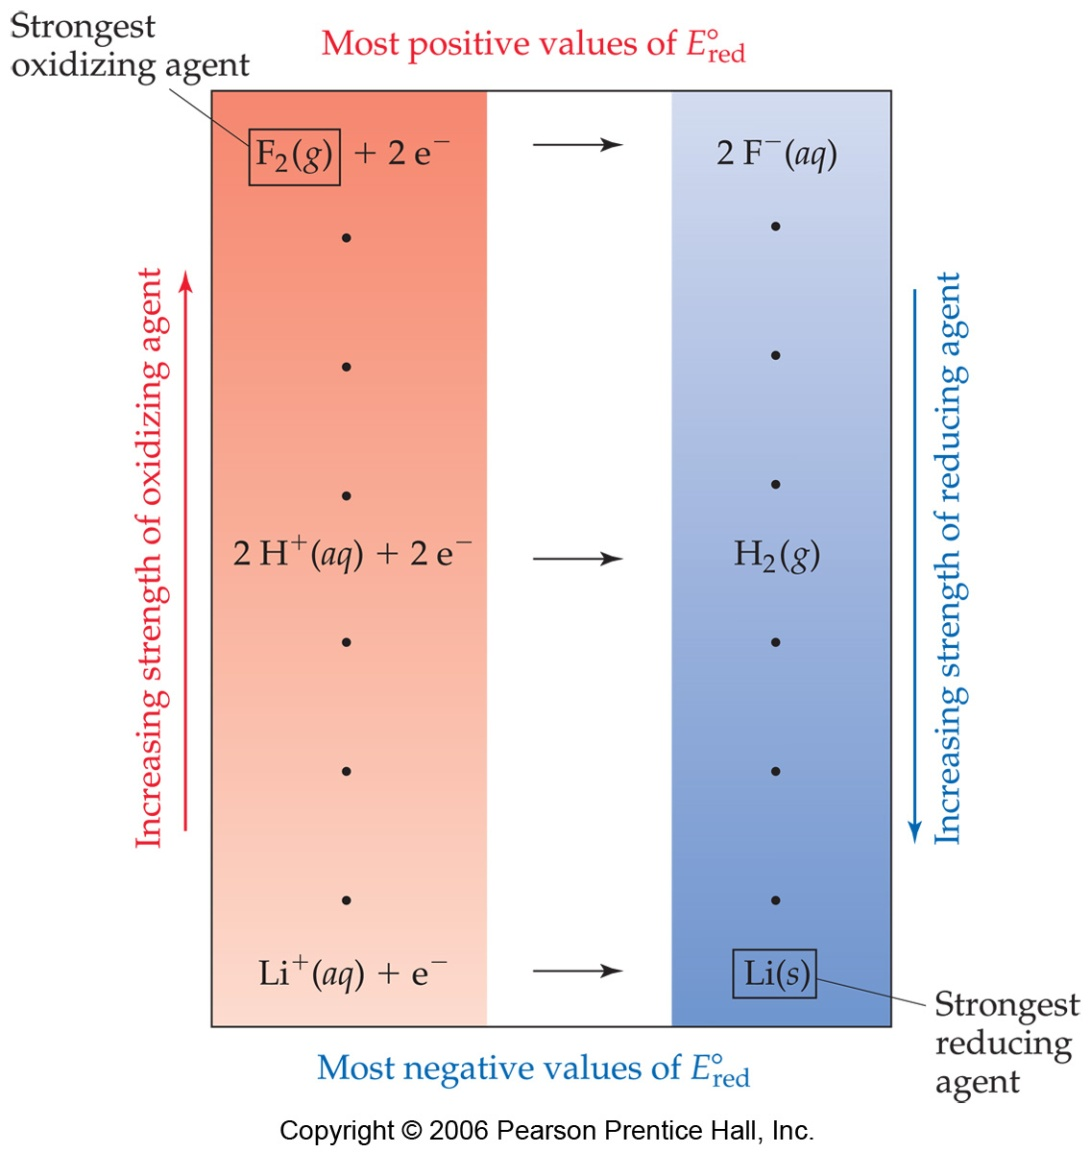 Strongest
oxidizing agent
Most positive values of E°red
F₂(g) + 2 e⁻ → 2 F⁻(aq)
Increasing strength of oxidizing agent
Increasing strength of reducing agent
2 H⁺(aq) + 2 e⁻ → H₂(g)
Li⁺(aq) + e⁻ → Li(s)
Strongest
reducing
agent
Most negative values of E°red
Copyright © 2006 Pearson Prentice Hall, Inc.